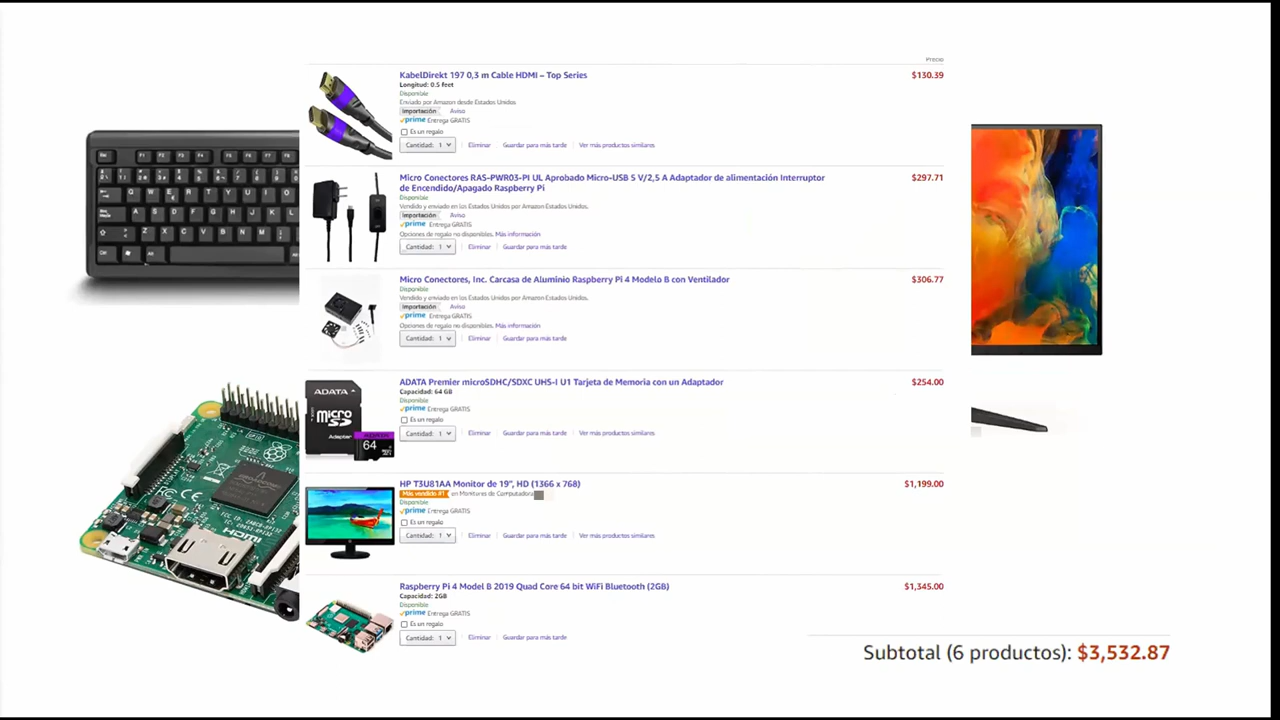 Precio
KabelDirekt 197 0,3 m Cable HDMI – Top Series
$130.39
Longitud: 0.5 feet
Disponible
Enviado por Amazon desde Estados Unidos
Importación Aviso
prime Entrega GRATIS
Es un regalo
Cantidad: 1 Eliminar Guardar para más tarde Ver más productos similares
Micro Conectores RAS-PWR03-PI UL Aprobado Micro-USB 5 V/2,5 A Adaptador de alimentación Interruptor
$297.71
de Encendido/Apagado Raspberry Pi
Disponible
Vendido y enviado en los Estados Unidos por Amazon Estados Unidos.
Importación Aviso
prime Entrega GRATIS
Opciones de regalo no disponibles. Más información
Cantidad: 1 Eliminar Guardar para más tarde
Micro Conectores, Inc. Carcasa de Aluminio Raspberry Pi 4 Modelo B con Ventilador
$306.77
Disponible
Vendido y enviado en los Estados Unidos por Amazon Estados Unidos.
Importación Aviso
prime Entrega GRATIS
Opciones de regalo no disponibles. Más información
Cantidad: 1 Eliminar Guardar para más tarde
ADATA Premier microSDHC/SDXC UHS-I U1 Tarjeta de Memoria con un Adaptador
$254.00
Capacidad: 64 GB
Disponible
prime Entrega GRATIS
Es un regalo
Cantidad: 1 Eliminar Guardar para más tarde Ver más productos similares
ADATA
micro
SD
Adapter
64
HP T3U81AA Monitor de 19", HD (1366 x 768)
$1,199.00
Más vendido #1 en Monitores de Computadora
Disponible
prime Entrega GRATIS
Es un regalo
Cantidad: 1 Eliminar Guardar para más tarde Ver más productos similares
Raspberry Pi 4 Model B 2019 Quad Core 64 bit WiFi Bluetooth (2GB)
$1,345.00
Capacidad: 2GB
Disponible
prime Entrega GRATIS
Es un regalo
Cantidad: 1 Eliminar Guardar para más tarde
Subtotal (6 productos): $3,532.87
HDMI